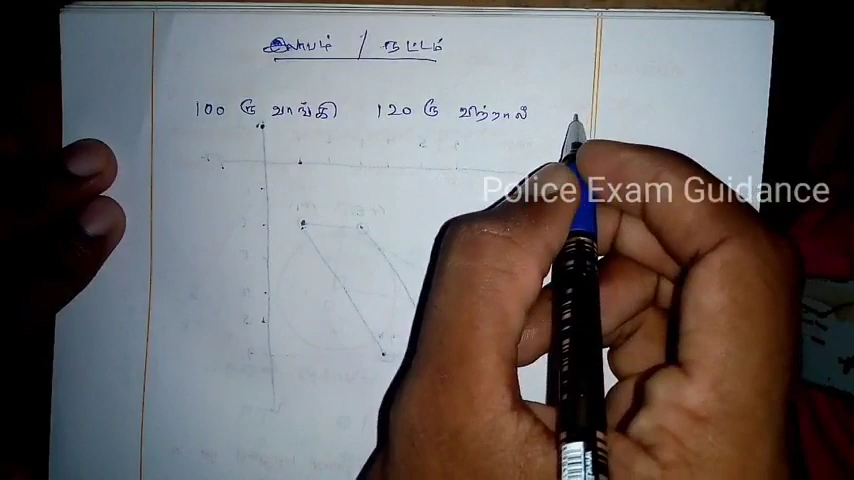 இலாபம் / நட்டம்
100 ரூ வாங்கி 120 ரூ விற்றால்
Police Exam Guidance